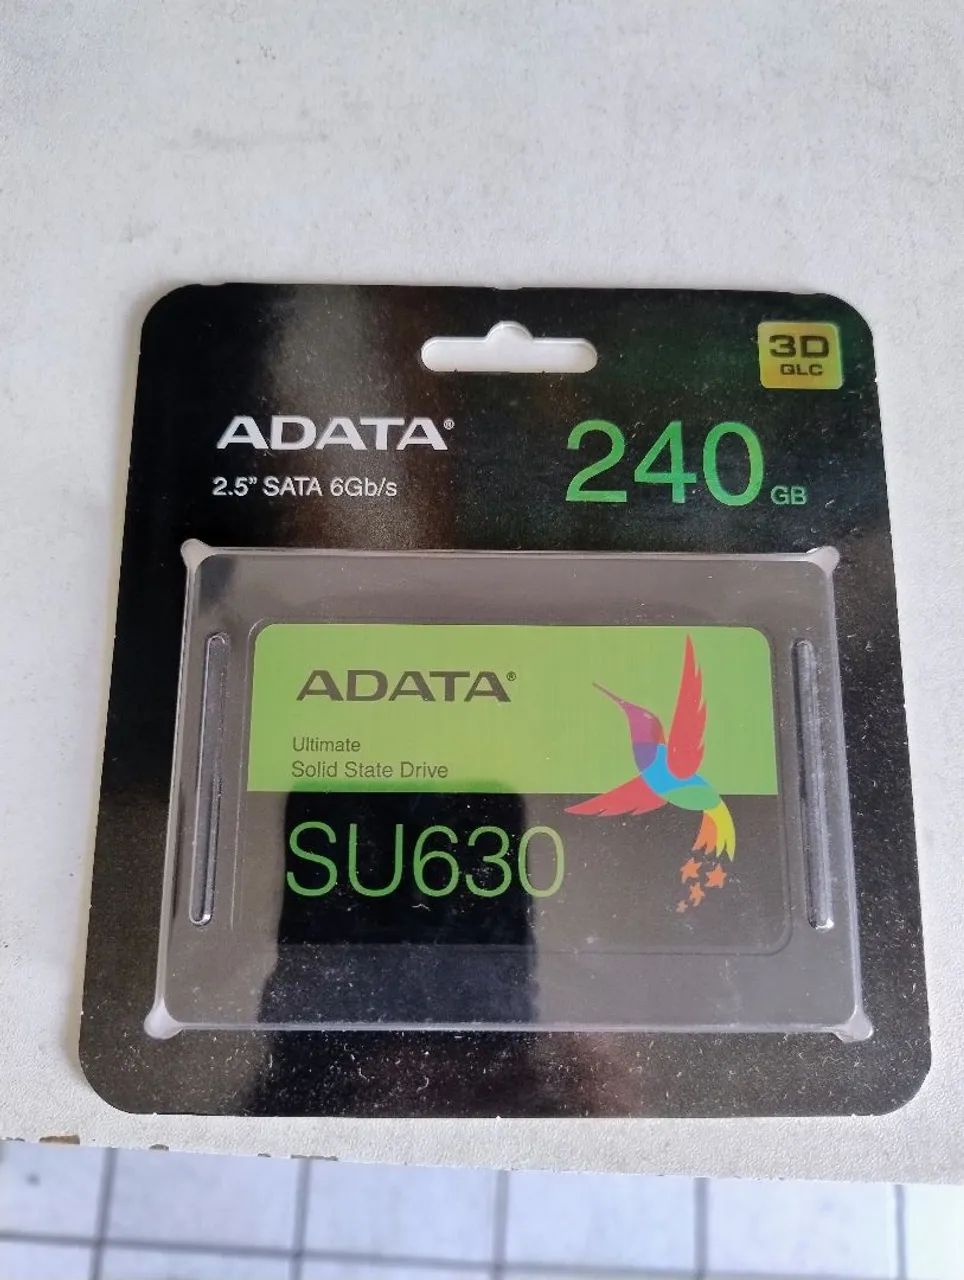 3D
QLC
ADATA®
240 GB
2.5” SATA 6Gb/s
ADATA®
Ultimate
Solid State Drive
SU630